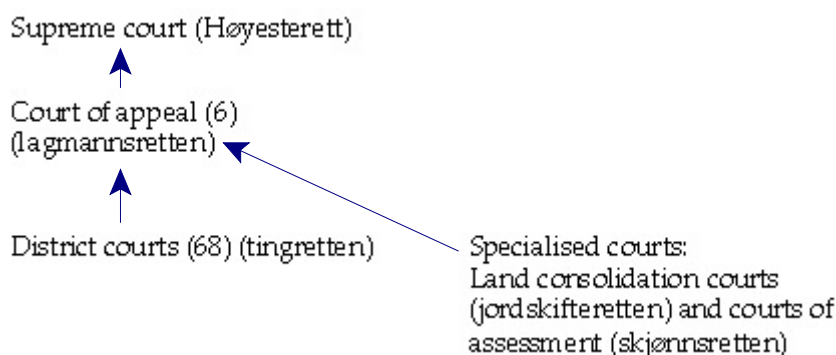 Supreme court (Høyesterett)
Court of appeal (6)
(lagmannsretten)
District courts (68) (tingretten)
Specialised courts:
Land consolidation courts
(jordskifteretten) and courts of
assessment (skjønnsretten)